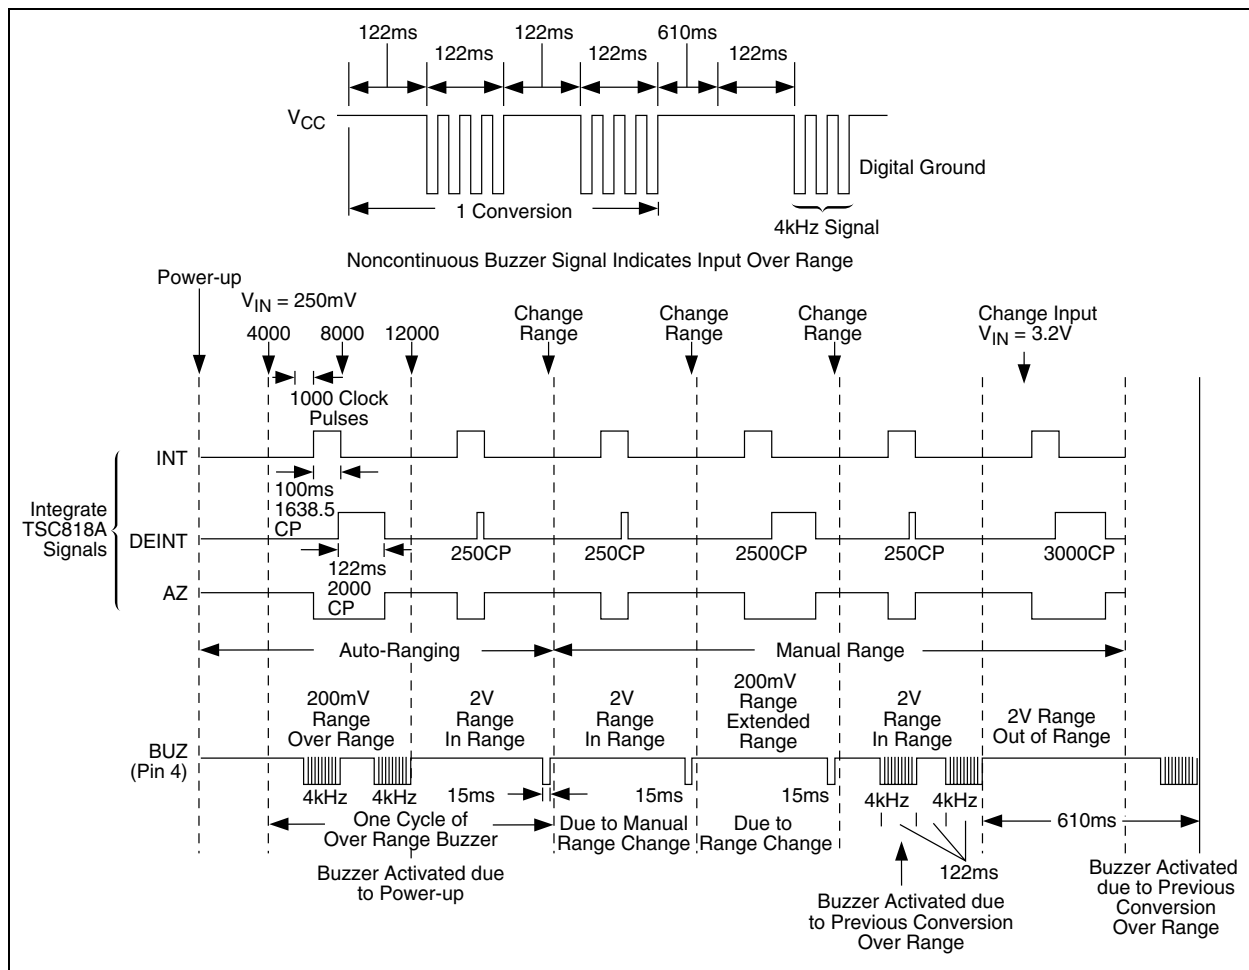 122ms 122ms 610ms
122ms 122ms 122ms
VCC
Digital Ground
1 Conversion
4kHz Signal
Noncontinuous Buzzer Signal Indicates Input Over Range
Power-up
VIN = 250mV
4000 8000 12000
Change
Range
Change
Range
Change
Range
Change Input
VIN = 3.2V
1000 Clock
Pulses
INT
100ms
1638.5
CP
Integrate
TSC818A
Signals
DEINT
250CP 250CP 2500CP 250CP 3000CP
122ms
2000
CP
AZ
Auto-Ranging Manual Range
200mV
Range
Over Range
2V
Range
In Range
2V
Range
In Range
200mV
Range
Extended
Range
2V
Range
In Range
2V Range
Out of Range
BUZ
(Pin 4)
4kHz 4kHz 15ms 15ms 15ms 4kHz 4kHz
One Cycle of
Over Range Buzzer
Due to Manual
Range Change
Due to
Range Change
610ms
122ms
Buzzer Activated due
to Power-up
Buzzer Activated due
to Previous Conversion
Over Range
Buzzer Activated
due to Previous
Conversion
Over Range